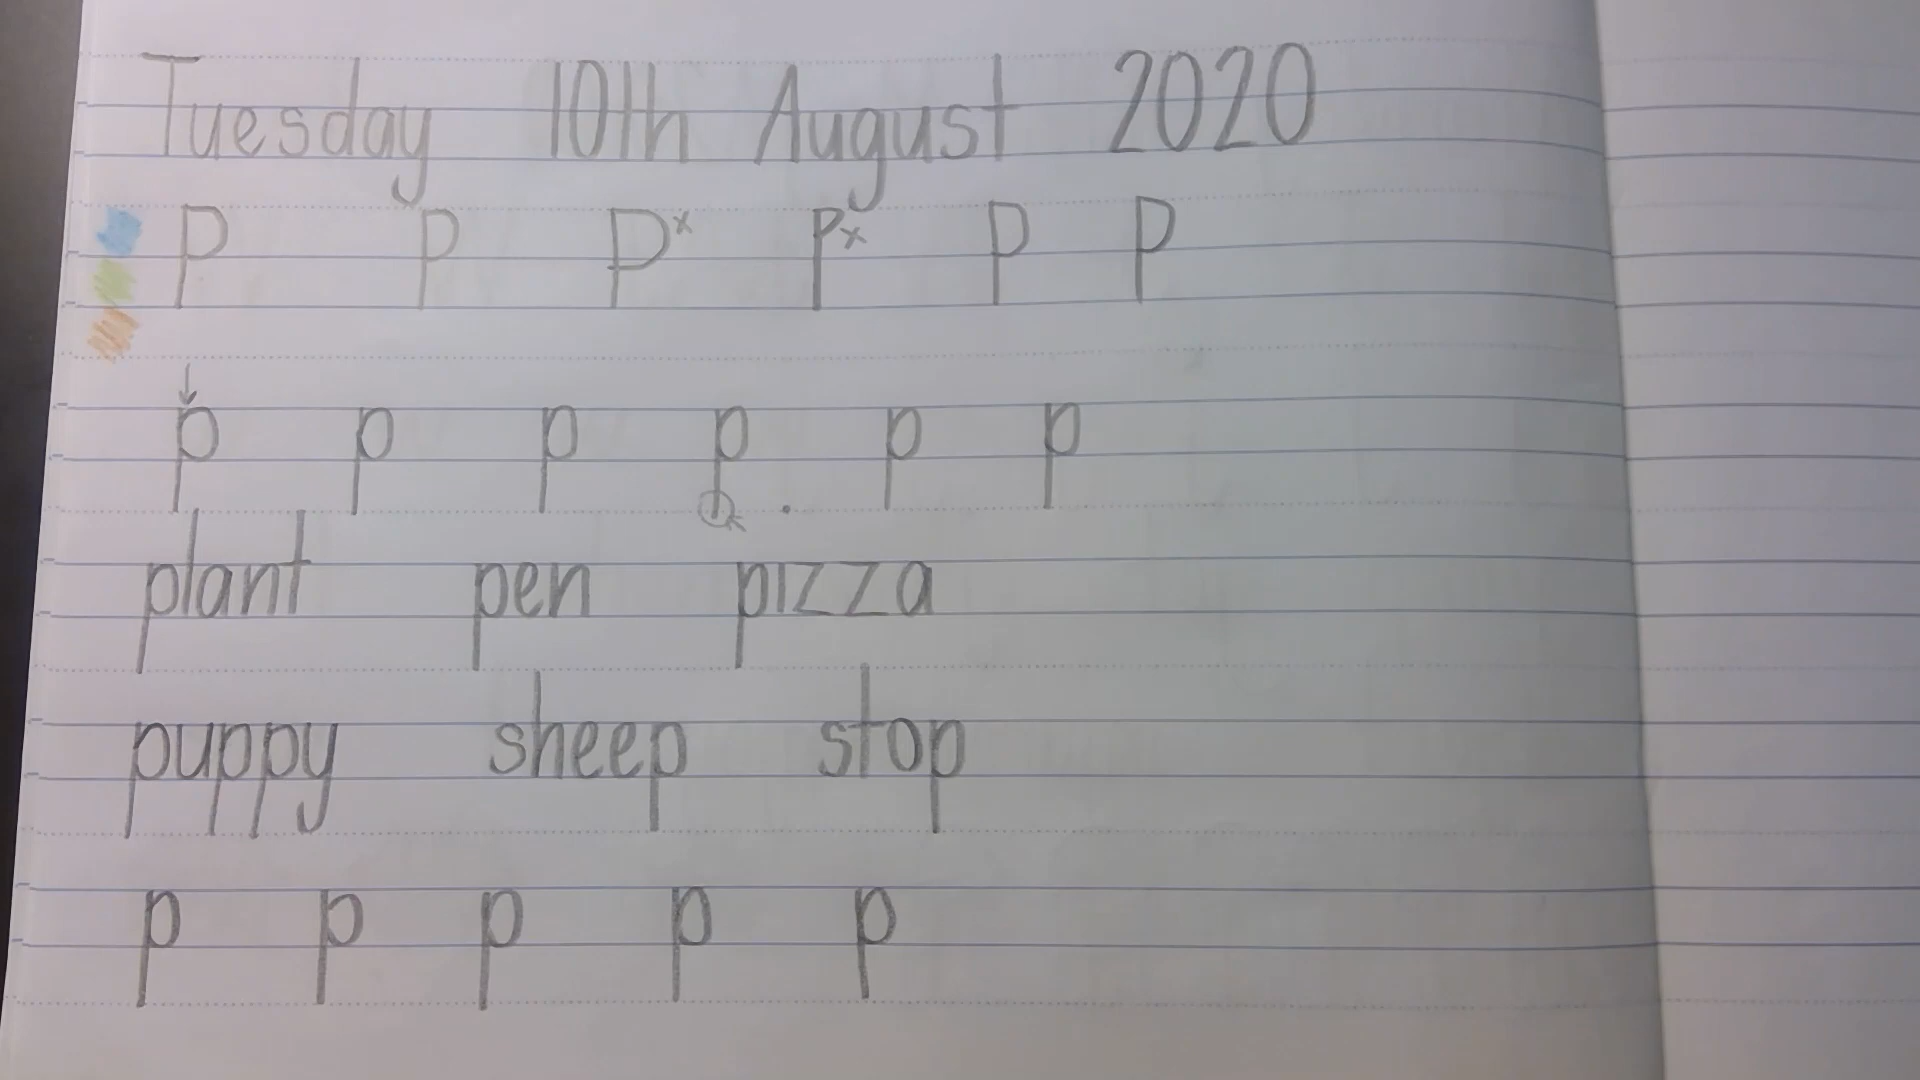 Tuesday 10th August 2020
P P P x P x P P
p p p p . p p
plant pen pizza
puppy sheep stop
p p p p p